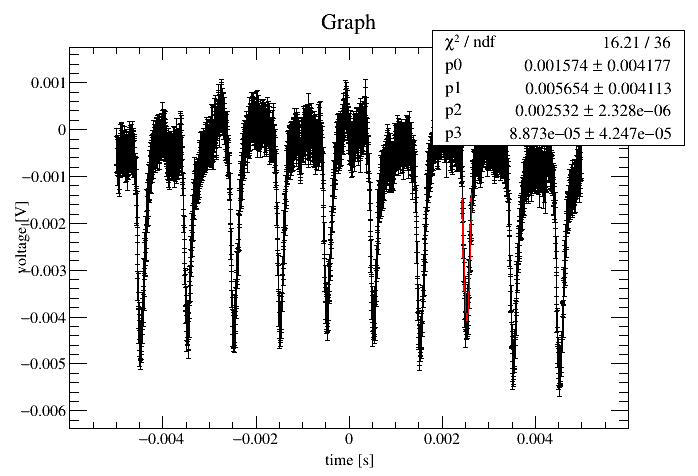 Graph
χ² / ndf 16.21 / 36
p0 0.001574 ± 0.004177
p1 0.005654 ± 0.004113
p2 0.002532 ± 2.328e−06
p3 8.873e−05 ± 4.247e−05
0.001
0
−0.001
−0.002
−0.003
−0.004
−0.005
−0.006
voltage [V]
−0.004 −0.002 0 0.002 0.004
time [s]